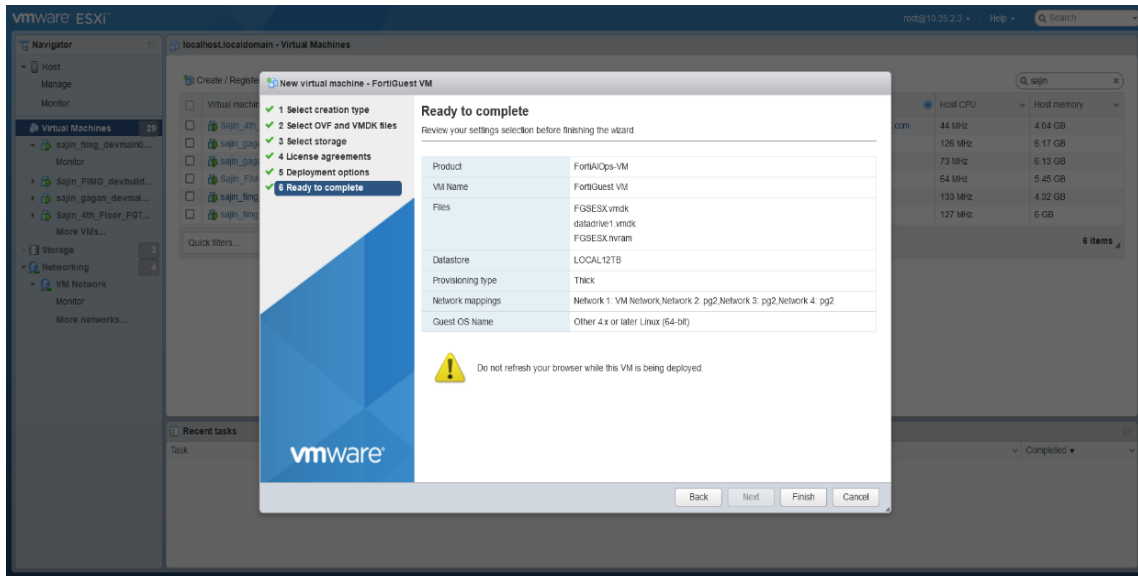 vmware ESXi
root@10.35.2.3
Help
Search
Navigator
localhost.localdomain - Virtual Machines
Host
Manage
Monitor
Virtual Machines 29
sajin_fimg_devmain0...
Monitor
Sajin_FIMG_devbuild...
sajin_gagan_devmai...
Sajin_4th_Floor_FGT...
More VMs...
Storage 2
Networking 4
VM Network
Monitor
More networks...
Create / Registe
sajin
Virtual machin
Host CPU
Host memory
Sajin_4th_
com
44 MHz
4.04 GB
sajin_gag
126 MHz
6.17 GB
sajin_gag
73 MHz
6.13 GB
Sajin_FIM
64 MHz
5.45 GB
sajin_fimg
133 MHz
4.32 GB
sajin_fimg
127 MHz
6 GB
Quick filters...
6 items
New virtual machine - FortiGuest VM
1 Select creation type
2 Select OVF and VMDK files
3 Select storage
4 License agreements
5 Deployment options
6 Ready to complete
vmware
Ready to complete
Review your settings selection before finishing the wizard
Product FortiAIOps-VM
VM Name FortiGuest VM
Files FGSESX.vmdk
datadrive1.vmdk
FGSESX.nvram
Datastore LOCAL12TB
Provisioning type Thick
Network mappings Network 1: VM Network,Network 2: pg2,Network 3: pg2,Network 4: pg2
Guest OS Name Other 4.x or later Linux (64-bit)
Do not refresh your browser while this VM is being deployed.
Back
Next
Finish
Cancel
Recent tasks
Task
Completed